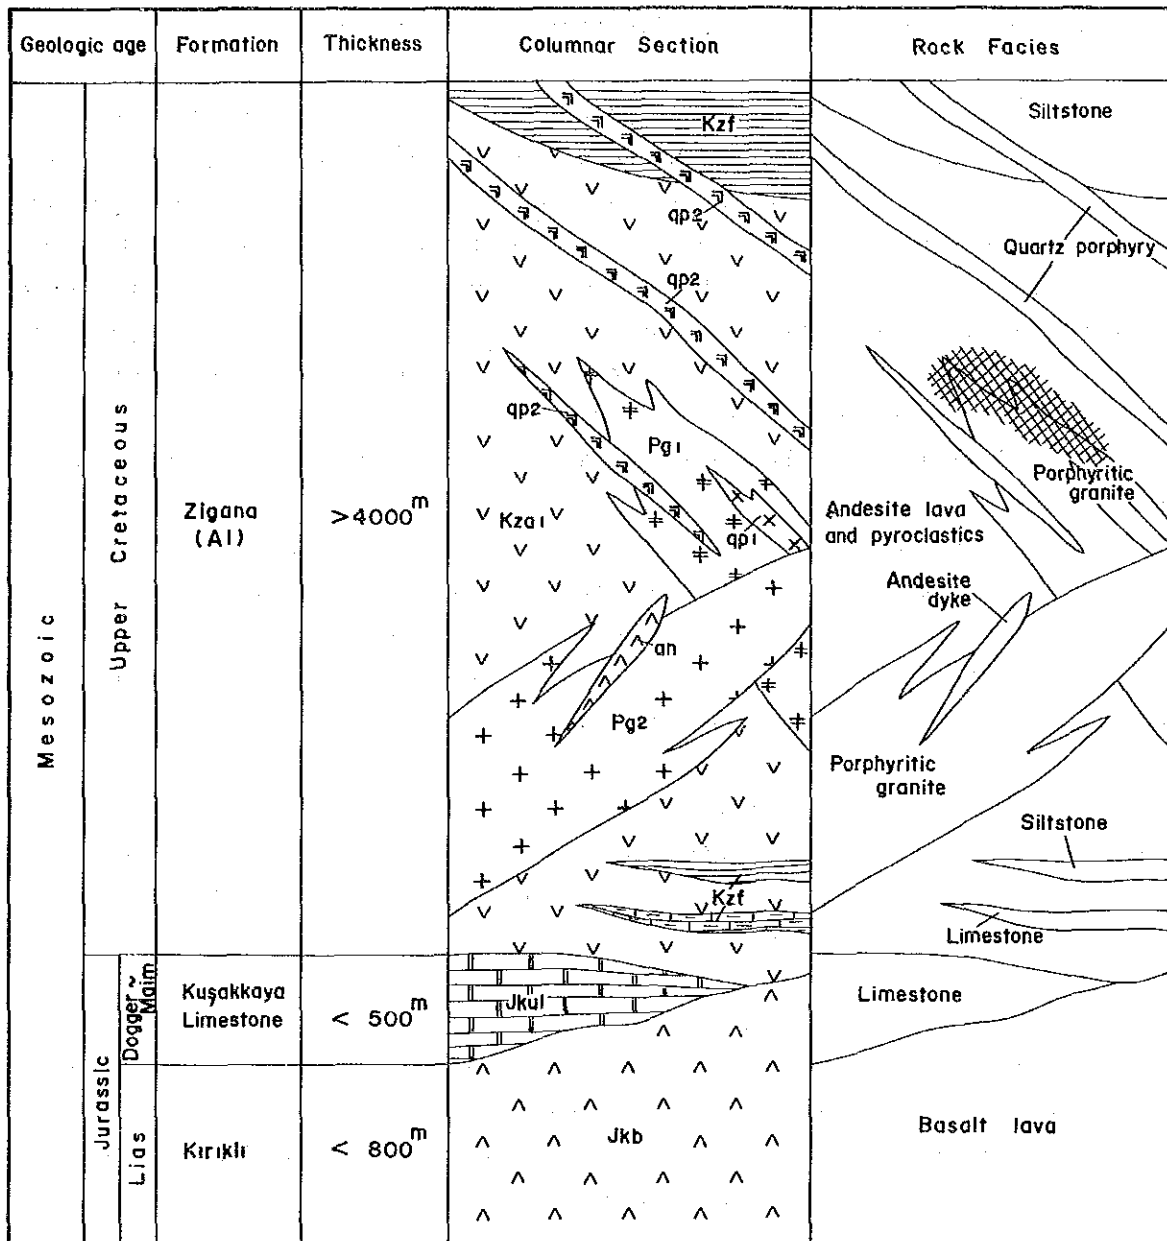 Geologic age
Formation
Thickness
Columnar Section
Rock Facies
Mesozoic
Upper Cretaceous
Zigana
(Al)
>4000m
Kzf
qp2
qp2
qp2
Pg1
Kza1
qp1
an
Pg2
Kzf
Siltstone
Quartz porphyry
Porphyritic
granite
Andesite lava
and pyroclastics
Andesite
dyke
Porphyritic
granite
Siltstone
Limestone
Jurassic
Dogger~
Malm
Kuşakkaya
Limestone
< 500m
Jkul
Limestone
Lias
Kırıklı
< 800m
Jkb
Basalt lava